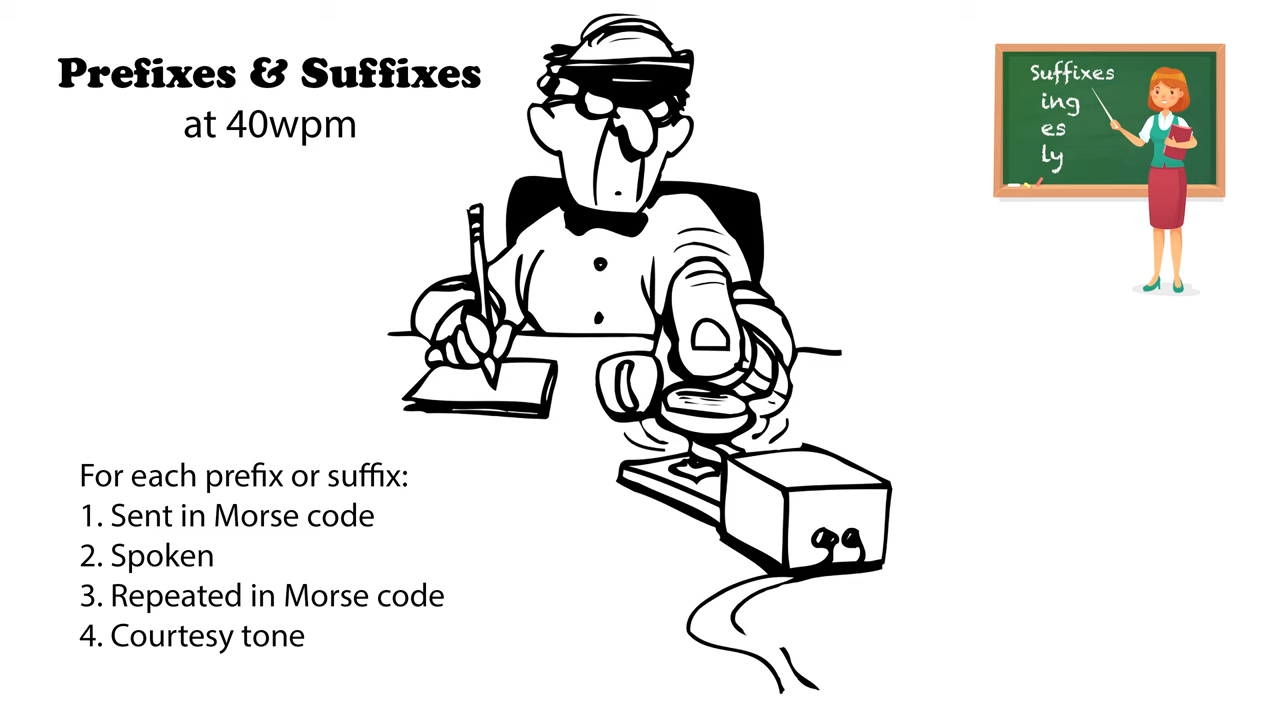 Prefixes & Suffixes
at 40wpm
Suffixes
ing
es
ly
For each prefix or suffix:
1. Sent in Morse code
2. Spoken
3. Repeated in Morse code
4. Courtesy tone